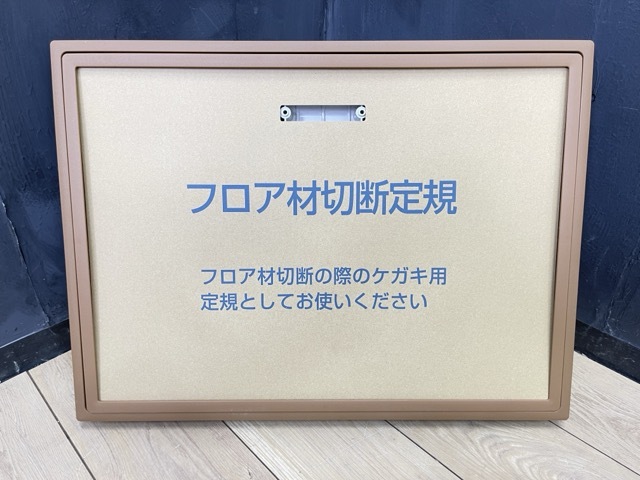 フロア材切断定規
フロア材切断の際のケガキ用
定規としてお使いください